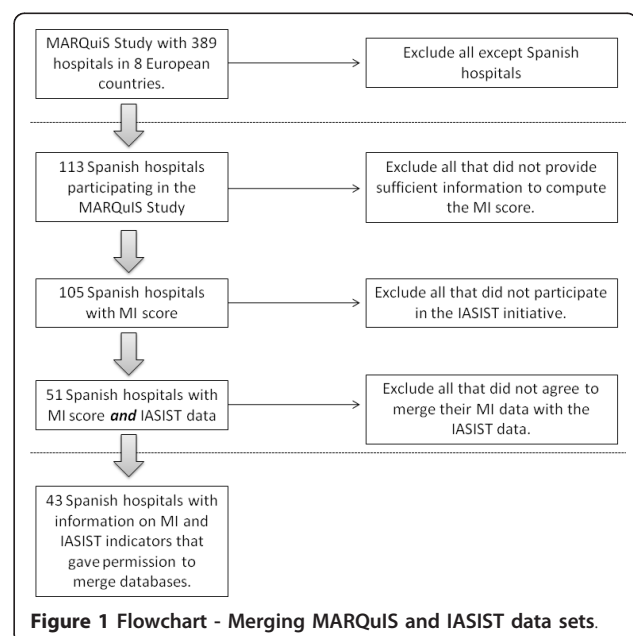 MARQuiS Study with 389
hospitals in 8 European
countries.
Exclude all except Spanish
hospitals
113 Spanish hospitals
participating in the
MARQuIS Study
Exclude all that did not provide
sufficient information to compute
the MI score.
105 Spanish hospitals
with MI score
Exclude all that did not participate
in the IASIST initiative.
51 Spanish hospitals with
MI score and IASIST data
Exclude all that did not agree to
merge their MI data with the
IASIST data.
43 Spanish hospitals with
information on MI and
IASIST indicators that
gave permission to
merge databases.
Figure 1 Flowchart - Merging MARQuIS and IASIST data sets.